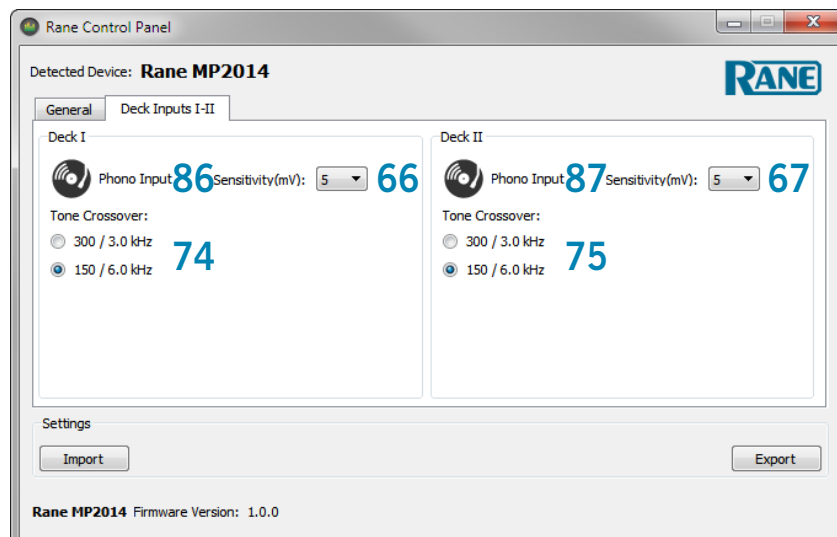 Rane Control Panel
Detected Device: Rane MP2014
RANE
General Deck Inputs I-II
Deck I
Phono Input 86 Sensitivity(mV): 5 66
Tone Crossover:
300 / 3.0 kHz
150 / 6.0 kHz
74
Deck II
Phono Input 87 Sensitivity(mV): 5 67
Tone Crossover:
300 / 3.0 kHz
150 / 6.0 kHz
75
Settings
Import Export
Rane MP2014 Firmware Version: 1.0.0